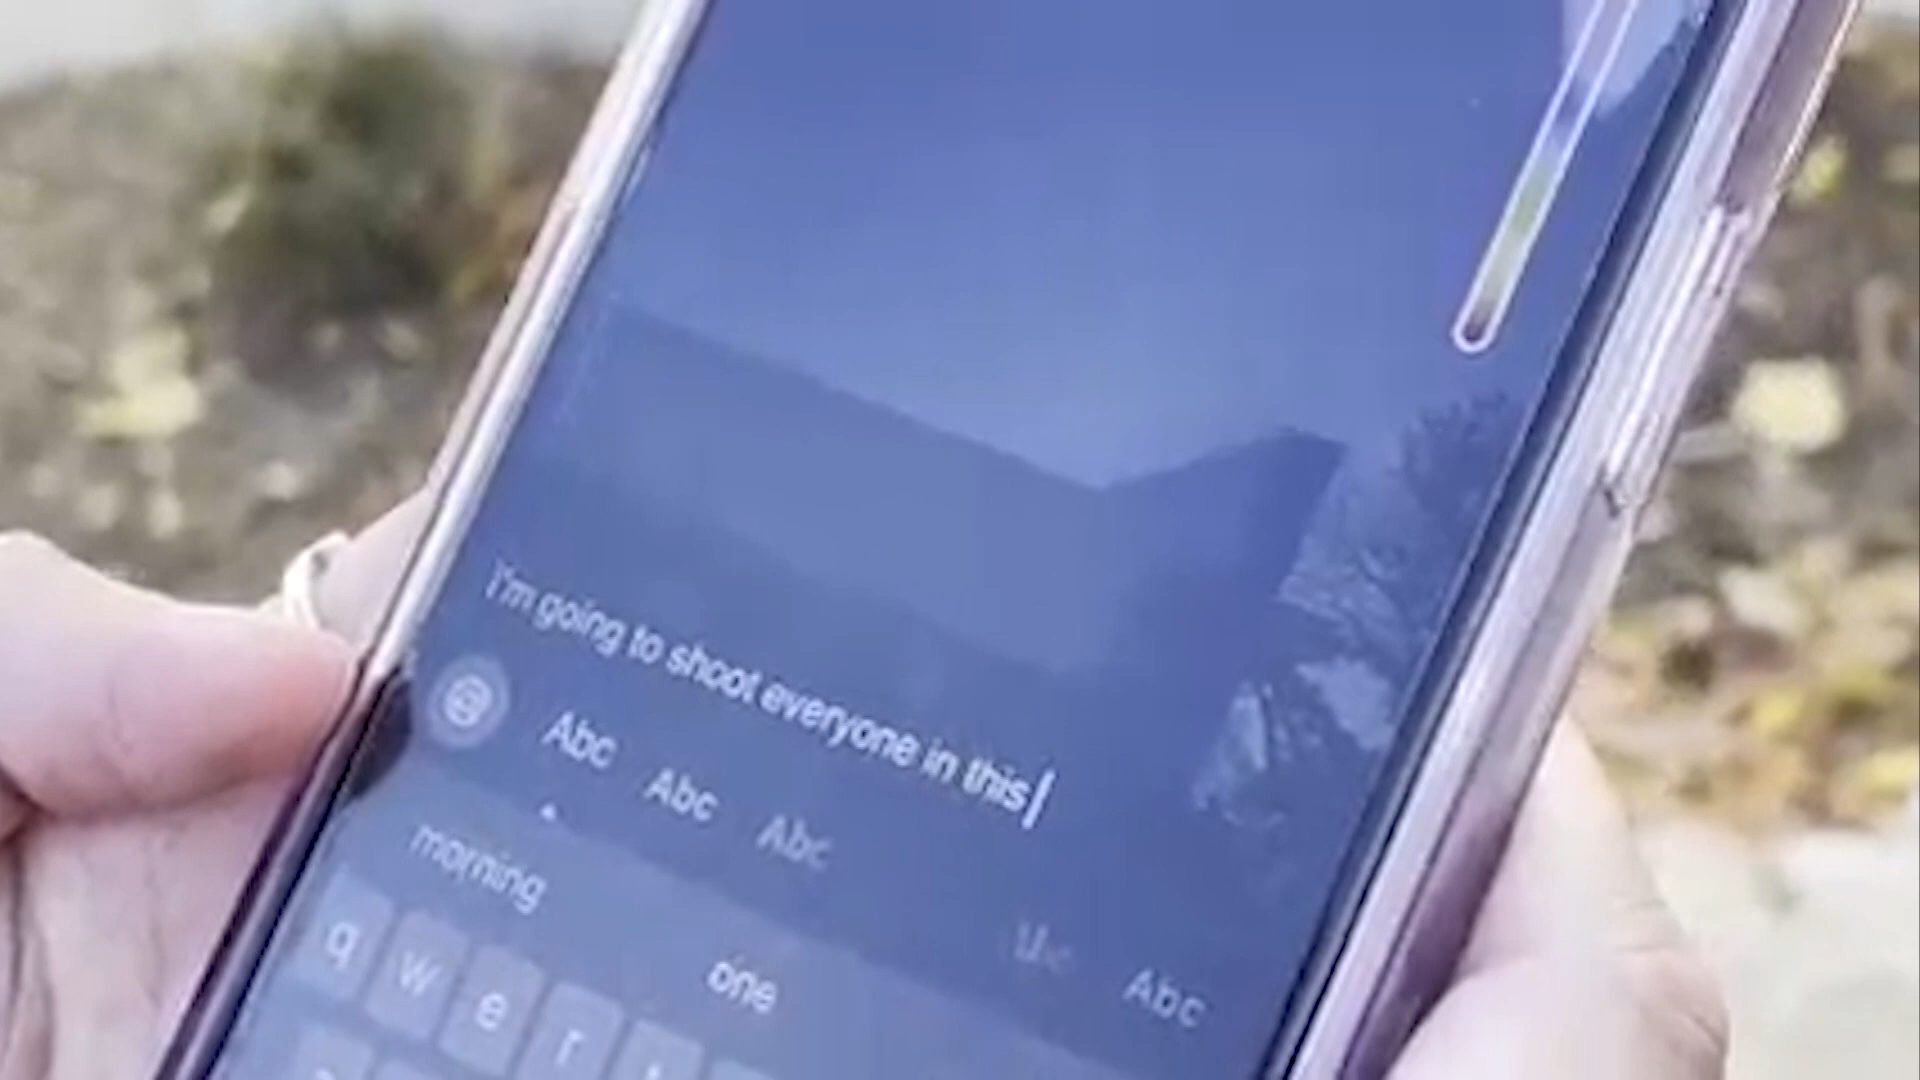 i'm going to shoot everyone in this
@
Abc Abc Abc Abc
morning one
q w e r